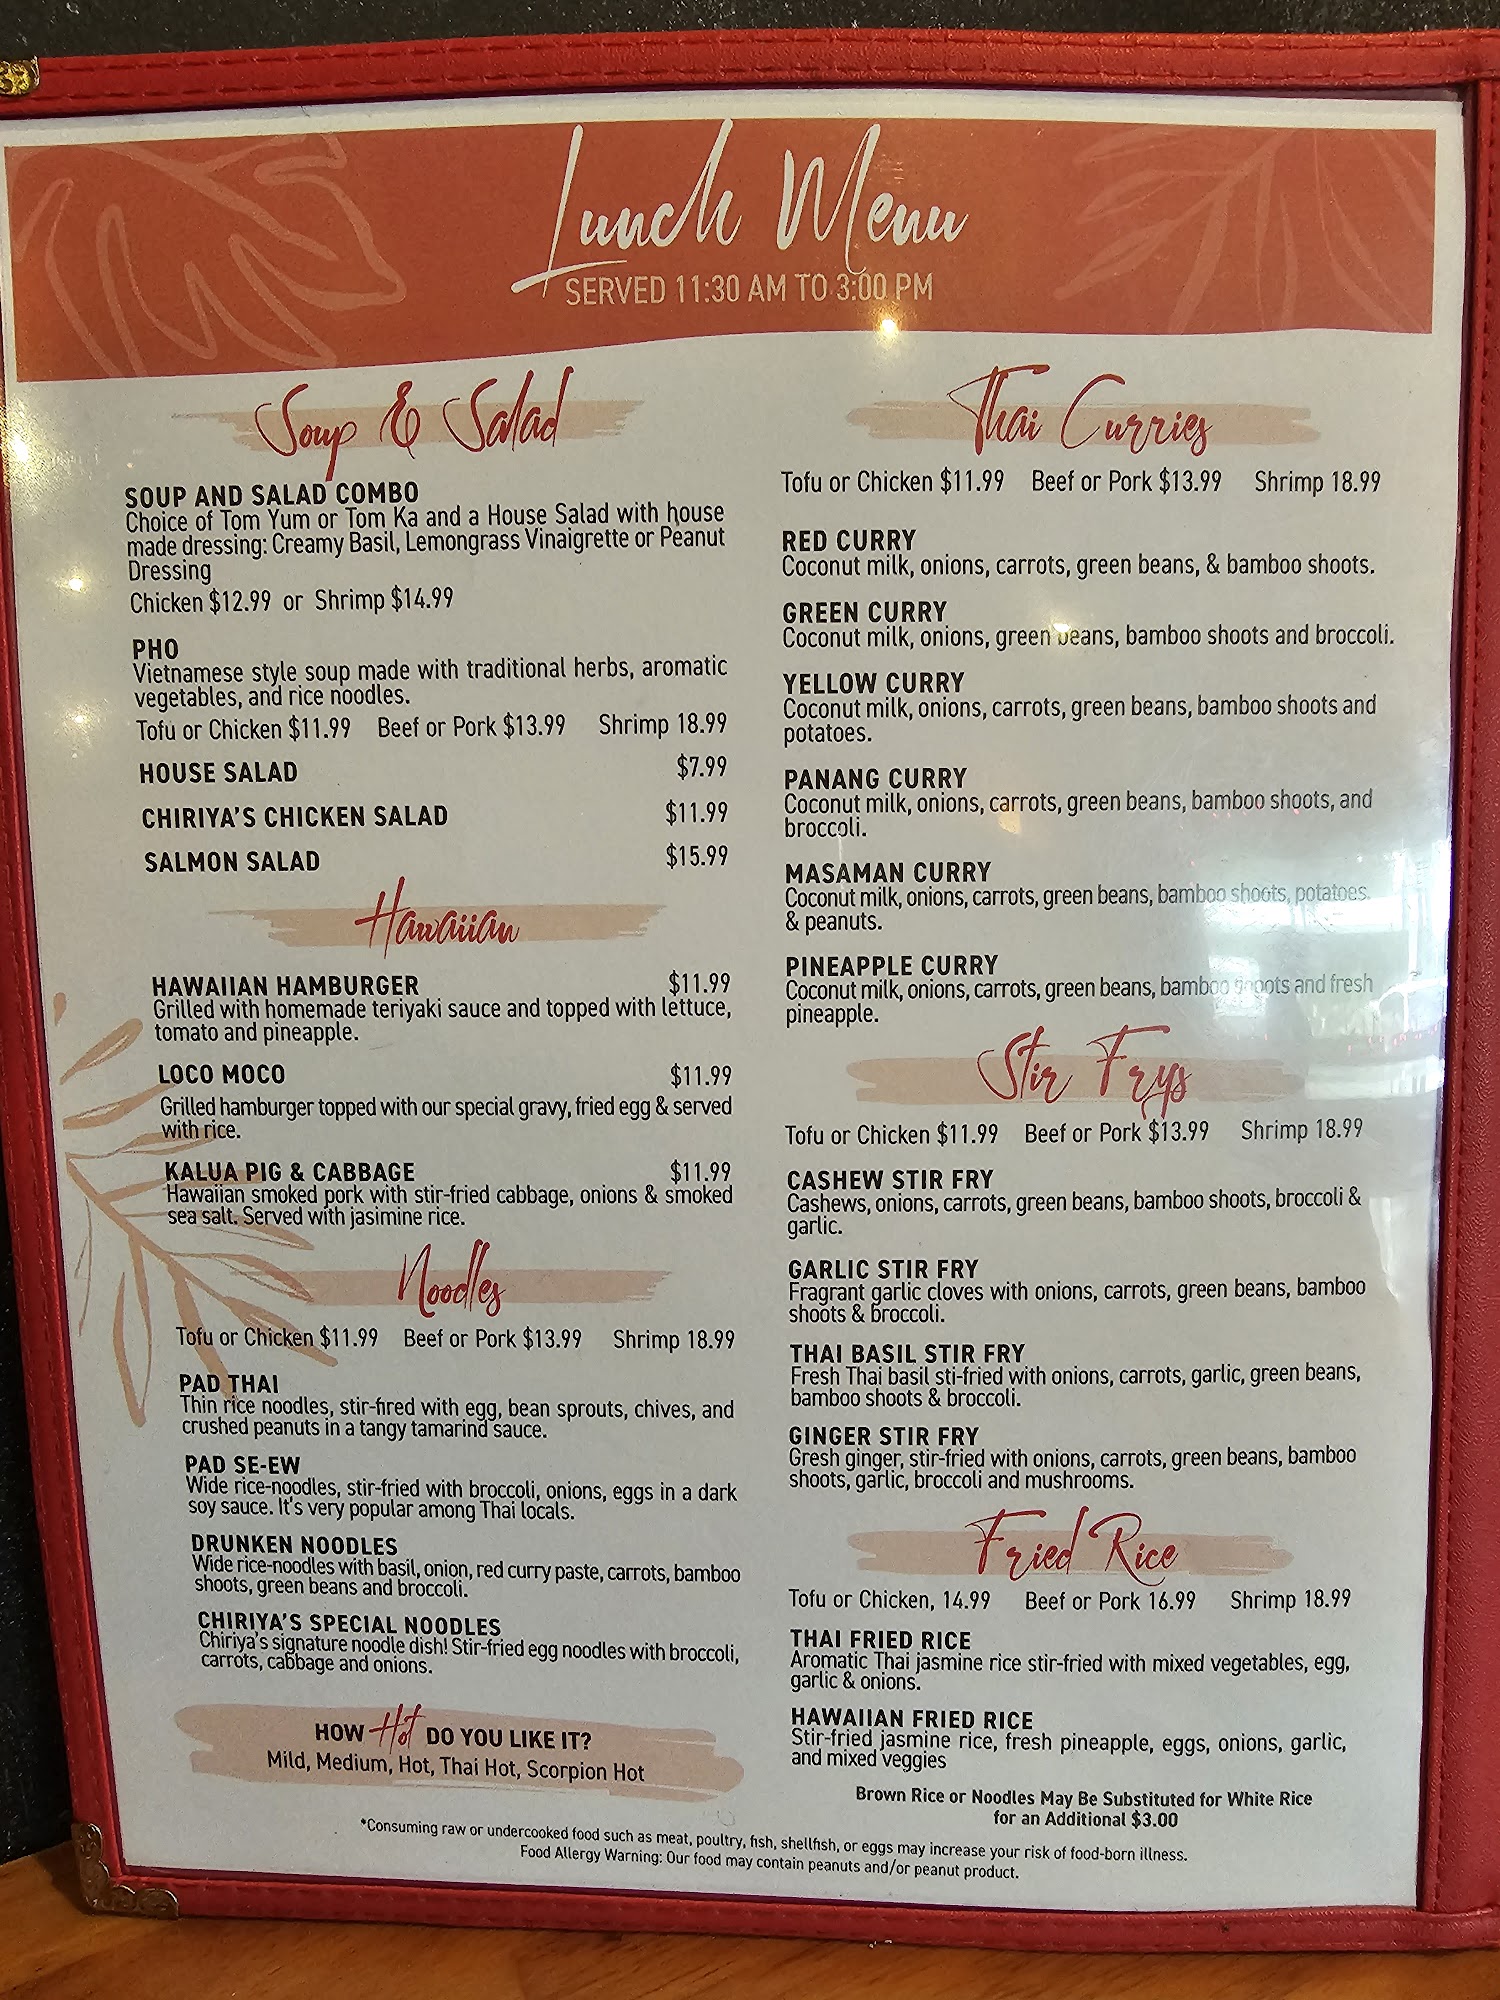 Lunch Menu
SERVED 11:30 AM TO 3:00 PM
Soup & Salad
SOUP AND SALAD COMBO
Choice of Tom Yum or Tom Ka and a House Salad with house
made dressing: Creamy Basil, Lemongrass Vinaigrette or Peanut
Dressing
Chicken $12.99 or Shrimp $14.99
PHO
Vietnamese style soup made with traditional herbs, aromatic
vegetables, and rice noodles.
Tofu or Chicken $11.99 Beef or Pork $13.99 Shrimp 18.99
HOUSE SALAD $7.99
CHIRIYA'S CHICKEN SALAD $11.99
SALMON SALAD $15.99
Hawaiian
HAWAIIAN HAMBURGER $11.99
Grilled with homemade teriyaki sauce and topped with lettuce,
tomato and pineapple.
LOCO MOCO $11.99
Grilled hamburger topped with our special gravy, fried egg & served
with rice.
KALUA PIG & CABBAGE $11.99
Hawaiian smoked pork with stir-fried cabbage, onions & smoked
sea salt. Served with jasimine rice.
Noodles
Tofu or Chicken $11.99 Beef or Pork $13.99 Shrimp 18.99
PAD THAI
Thin rice noodles, stir-fired with egg, bean sprouts, chives, and
crushed peanuts in a tangy tamarind sauce.
PAD SE-EW
Wide rice-noodles, stir-fried with broccoli, onions, eggs in a dark
soy sauce. It's very popular among Thai locals.
DRUNKEN NOODLES
Wide rice-noodles with basil, onion, red curry paste, carrots, bamboo
shoots, green beans and broccoli.
CHIRIYA'S SPECIAL NOODLES
Chiriya's signature noodle dish! Stir-fried egg noodles with broccoli,
carrots, cabbage and onions.
HOW Hot DO YOU LIKE IT?
Mild, Medium, Hot, Thai Hot, Scorpion Hot
Thai Curries
Tofu or Chicken $11.99 Beef or Pork $13.99 Shrimp 18.99
RED CURRY
Coconut milk, onions, carrots, green beans, & bamboo shoots.
GREEN CURRY
Coconut milk, onions, green beans, bamboo shoots and broccoli.
YELLOW CURRY
Coconut milk, onions, carrots, green beans, bamboo shoots and
potatoes.
PANANG CURRY
Coconut milk, onions, carrots, green beans, bamboo shoots, and
broccoli.
MASAMAN CURRY
Coconut milk, onions, carrots, green beans, bamboo shoots, potatoes.
& peanuts.
PINEAPPLE CURRY
Coconut milk, onions, carrots, green beans, bamboo shoots and fresh
pineapple.
Stir Frys
Tofu or Chicken $11.99 Beef or Pork $13.99 Shrimp 18.99
CASHEW STIR FRY
Cashews, onions, carrots, green beans, bamboo shoots, broccoli &
garlic.
GARLIC STIR FRY
Fragrant garlic cloves with onions, carrots, green beans, bamboo
shoots & broccoli.
THAI BASIL STIR FRY
Fresh Thai basil sti-fried with onions, carrots, garlic, green beans,
bamboo shoots & broccoli.
GINGER STIR FRY
Gresh ginger, stir-fried with onions, carrots, green beans, bamboo
shoots, garlic, broccoli and mushrooms.
Fried Rice
Tofu or Chicken, 14.99 Beef or Pork 16.99 Shrimp 18.99
THAI FRIED RICE
Aromatic Thai jasmine rice stir-fried with mixed vegetables, egg,
garlic & onions.
HAWAIIAN FRIED RICE
Stir-fried jasmine rice, fresh pineapple, eggs, onions, garlic,
and mixed veggies
Brown Rice or Noodles May Be Substituted for White Rice
for an Additional $3.00
*Consuming raw or undercooked food such as meat, poultry, fish, shellfish, or eggs may increase your risk of food-born illness.
Food Allergy Warning: Our food may contain peanuts and/or peanut product.